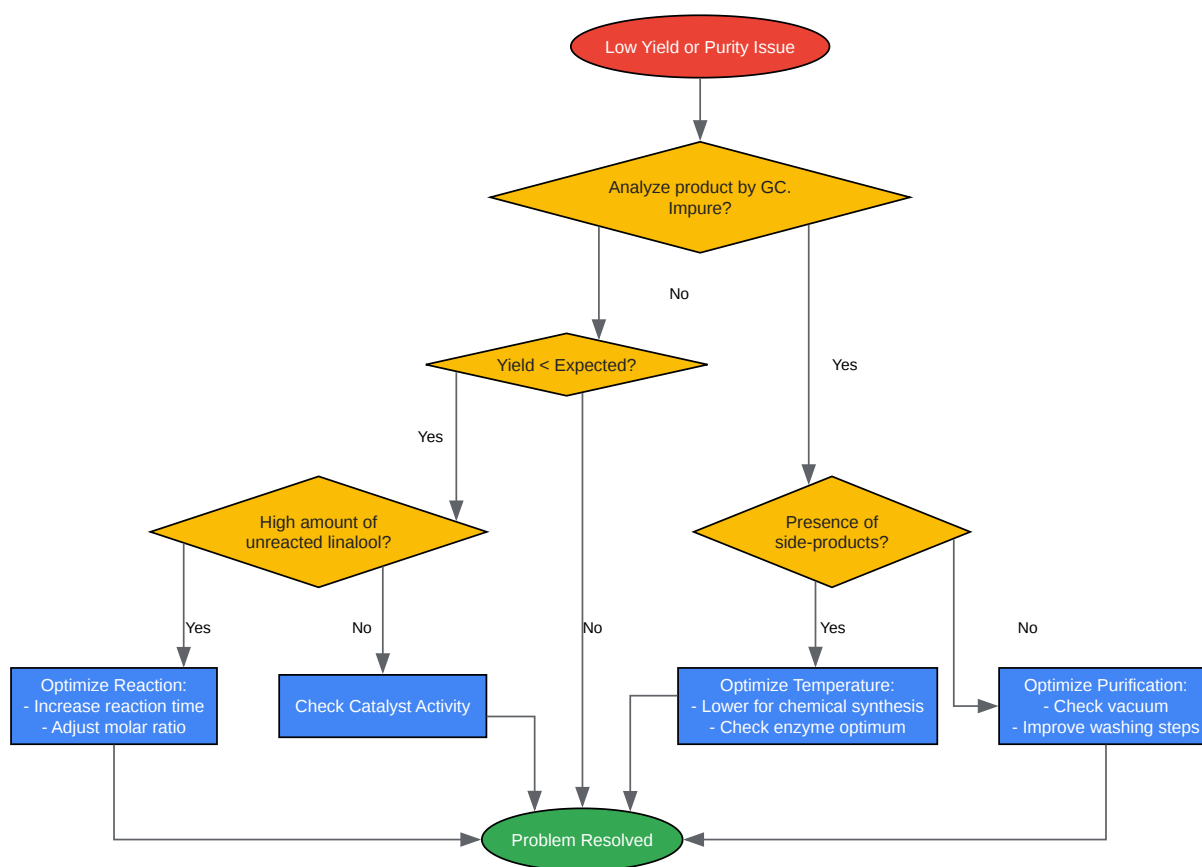 Low Yield or Purity Issue
Analyze product by GC.
Impure?
No
Yield < Expected?
Yes
Yes
High amount of
unreacted linalool?
Presence of
side-products?
Yes
No
No
Yes
No
Optimize Reaction:
- Increase reaction time
- Adjust molar ratio
Check Catalyst Activity
Optimize Temperature:
- Lower for chemical synthesis
- Check enzyme optimum
Optimize Purification:
- Check vacuum
- Improve washing steps
Problem Resolved